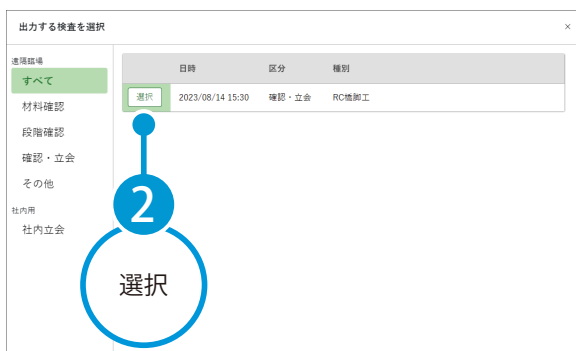 出力する検査を選択
×
遠隔臨場
すべて
材料確認
段階確認
確認・立会
その他
社内用
社内立会
日時 区分 種別
選択 2023/08/14 15:30 確認・立会 RC橋脚工
2
選択